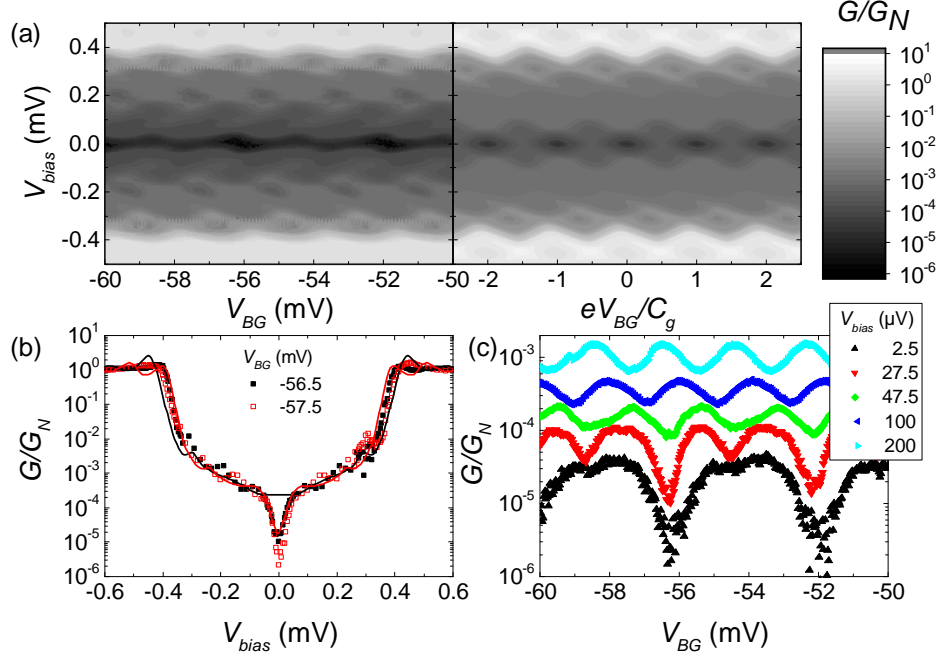 (a)
G/G_N
0.4
0.2
0.0
-0.2
-0.4
V_bias (mV)
-60 -58 -56 -54 -52 -50
V_BG (mV)
-2 -1 0 1 2
eV_BG/C_g
10^1
10^0
10^-1
10^-2
10^-3
10^-4
10^-5
10^-6
(b)
10^1
10^0
10^-1
10^-2
10^-3
10^-4
10^-5
10^-6
G/G_N
V_BG
(mV)
-56.5
-57.5
-0.6 -0.4 -0.2 0.0 0.2 0.4 0.6
V_bias (mV)
(c)
10^-3
10^-4
10^-5
10^-6
G/G_N
-60 -58 -56 -54 -52 -50
V_BG (mV)
V_bias (µV)
2.5
27.5
47.5
100
200